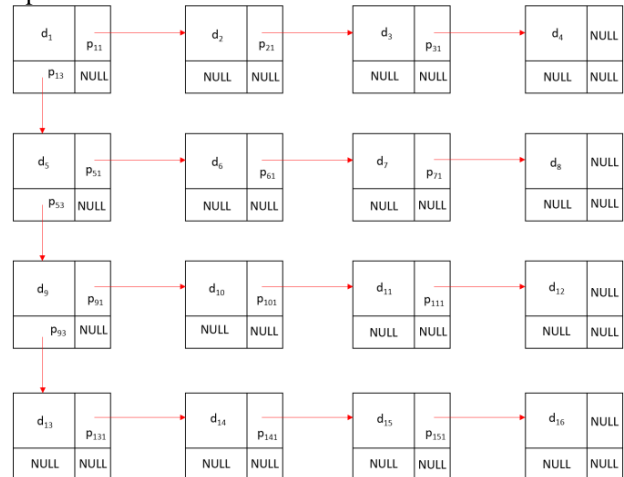 d₁ p₁₁ d₂ p₂₁ d₃ p₃₁ d₄ NULL
p₁₃ NULL NULL NULL NULL NULL NULL NULL
d₅ p₅₁ d₆ p₆₁ d₇ p₇₁ d₈ NULL
p₅₃ NULL NULL NULL NULL NULL NULL NULL
d₉ p₉₁ d₁₀ p₁₀₁ d₁₁ p₁₁₁ d₁₂ NULL
p₉₃ NULL NULL NULL NULL NULL NULL NULL
d₁₃ p₁₃₁ d₁₄ p₁₄₁ d₁₅ p₁₅₁ d₁₆ NULL
NULL NULL NULL NULL NULL NULL NULL NULL